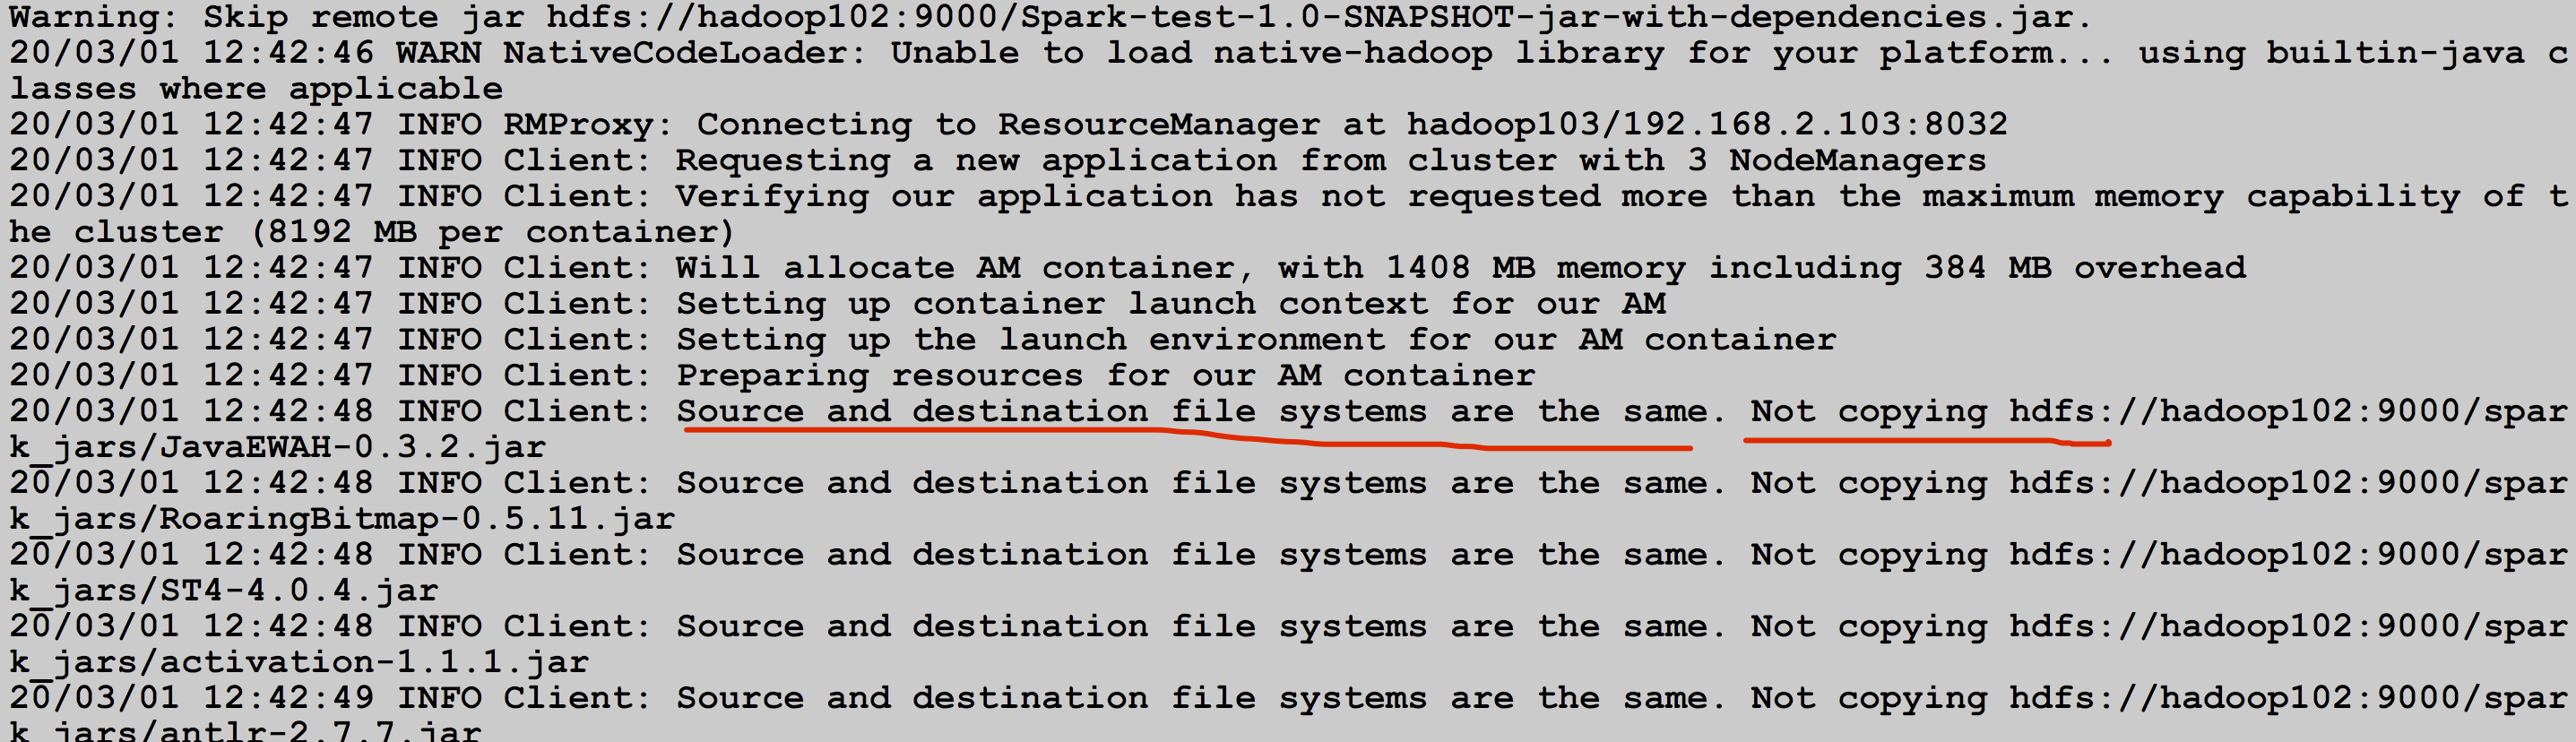 Warning: Skip remote jar hdfs://hadoop102:9000/Spark-test-1.0-SNAPSHOT-jar-with-dependencies.jar.
20/03/01 12:42:46 WARN NativeCodeLoader: Unable to load native-hadoop library for your platform... using builtin-java c
lasses where applicable
20/03/01 12:42:47 INFO RMProxy: Connecting to ResourceManager at hadoop103/192.168.2.103:8032
20/03/01 12:42:47 INFO Client: Requesting a new application from cluster with 3 NodeManagers
20/03/01 12:42:47 INFO Client: Verifying our application has not requested more than the maximum memory capability of t
he cluster (8192 MB per container)
20/03/01 12:42:47 INFO Client: Will allocate AM container, with 1408 MB memory including 384 MB overhead
20/03/01 12:42:47 INFO Client: Setting up container launch context for our AM
20/03/01 12:42:47 INFO Client: Setting up the launch environment for our AM container
20/03/01 12:42:47 INFO Client: Preparing resources for our AM container
20/03/01 12:42:48 INFO Client: Source and destination file systems are the same. Not copying hdfs://hadoop102:9000/spar
k_jars/JavaEWAH-0.3.2.jar
20/03/01 12:42:48 INFO Client: Source and destination file systems are the same. Not copying hdfs://hadoop102:9000/spar
k_jars/RoaringBitmap-0.5.11.jar
20/03/01 12:42:48 INFO Client: Source and destination file systems are the same. Not copying hdfs://hadoop102:9000/spar
k_jars/ST4-4.0.4.jar
20/03/01 12:42:48 INFO Client: Source and destination file systems are the same. Not copying hdfs://hadoop102:9000/spar
k_jars/activation-1.1.1.jar
20/03/01 12:42:49 INFO Client: Source and destination file systems are the same. Not copying hdfs://hadoop102:9000/spar
k_jars/antlr-2.7.7.jar